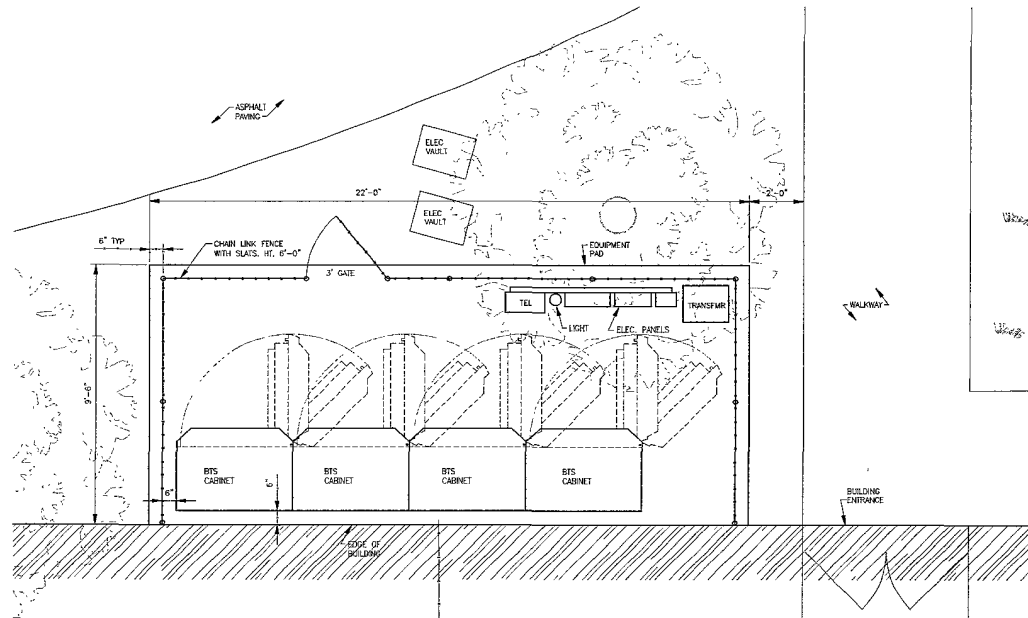 ASPHALT
PAVING
ELEC
VAULT
22'-0"
2'-0"
ELEC
VAULT
6" TYP
CHAIN LINK FENCE
WITH SLATS. HT. 6'-0"
EQUIPMENT
PAD
3' GATE
TEL
TRANSFMR
WALKWAY
LIGHT
ELEC. PANELS
9'-6"
BTS
CABINET
BTS
CABINET
BTS
CABINET
BTS
CABINET
6"
6"
BUILDING
ENTRANCE
EDGE OF
BUILDING